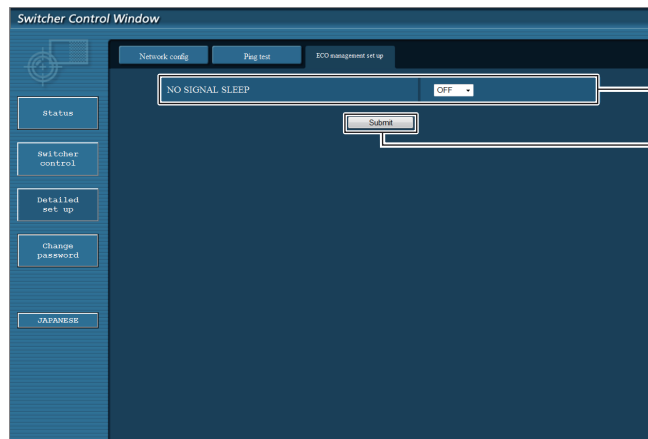 Switcher Control Window
Network config Ping test ECO management set up
NO SIGNAL SLEEP OFF
Submit
Status
Switcher
control
Detailed
set up
Change
password
JAPANESE